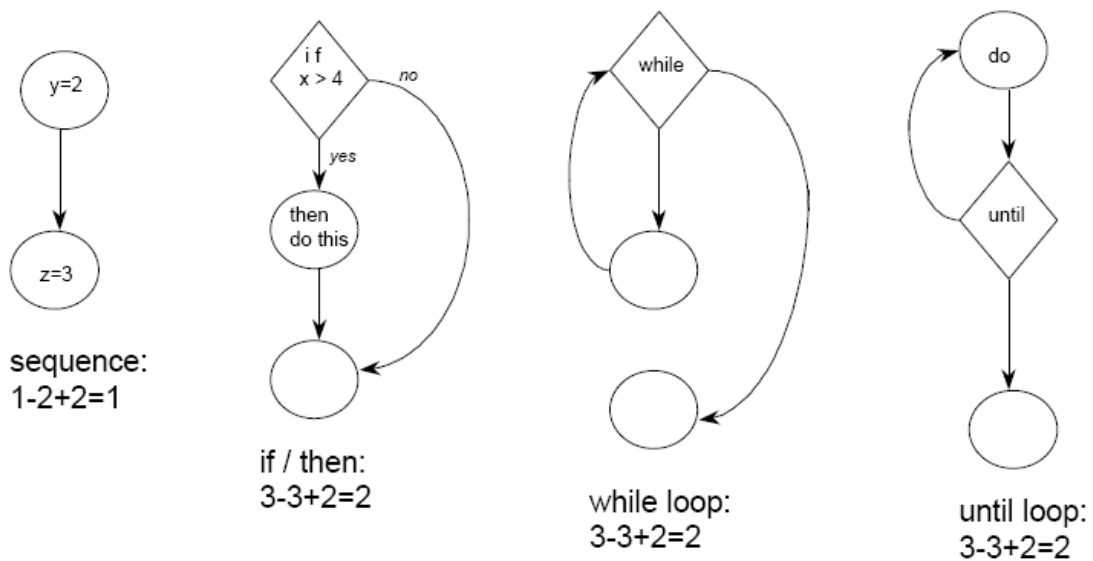 y=2
z=3
sequence:
1-2+2=1
if
x > 4
no
yes
then
do this
if / then:
3-3+2=2
while
while loop:
3-3+2=2
do
until
until loop:
3-3+2=2